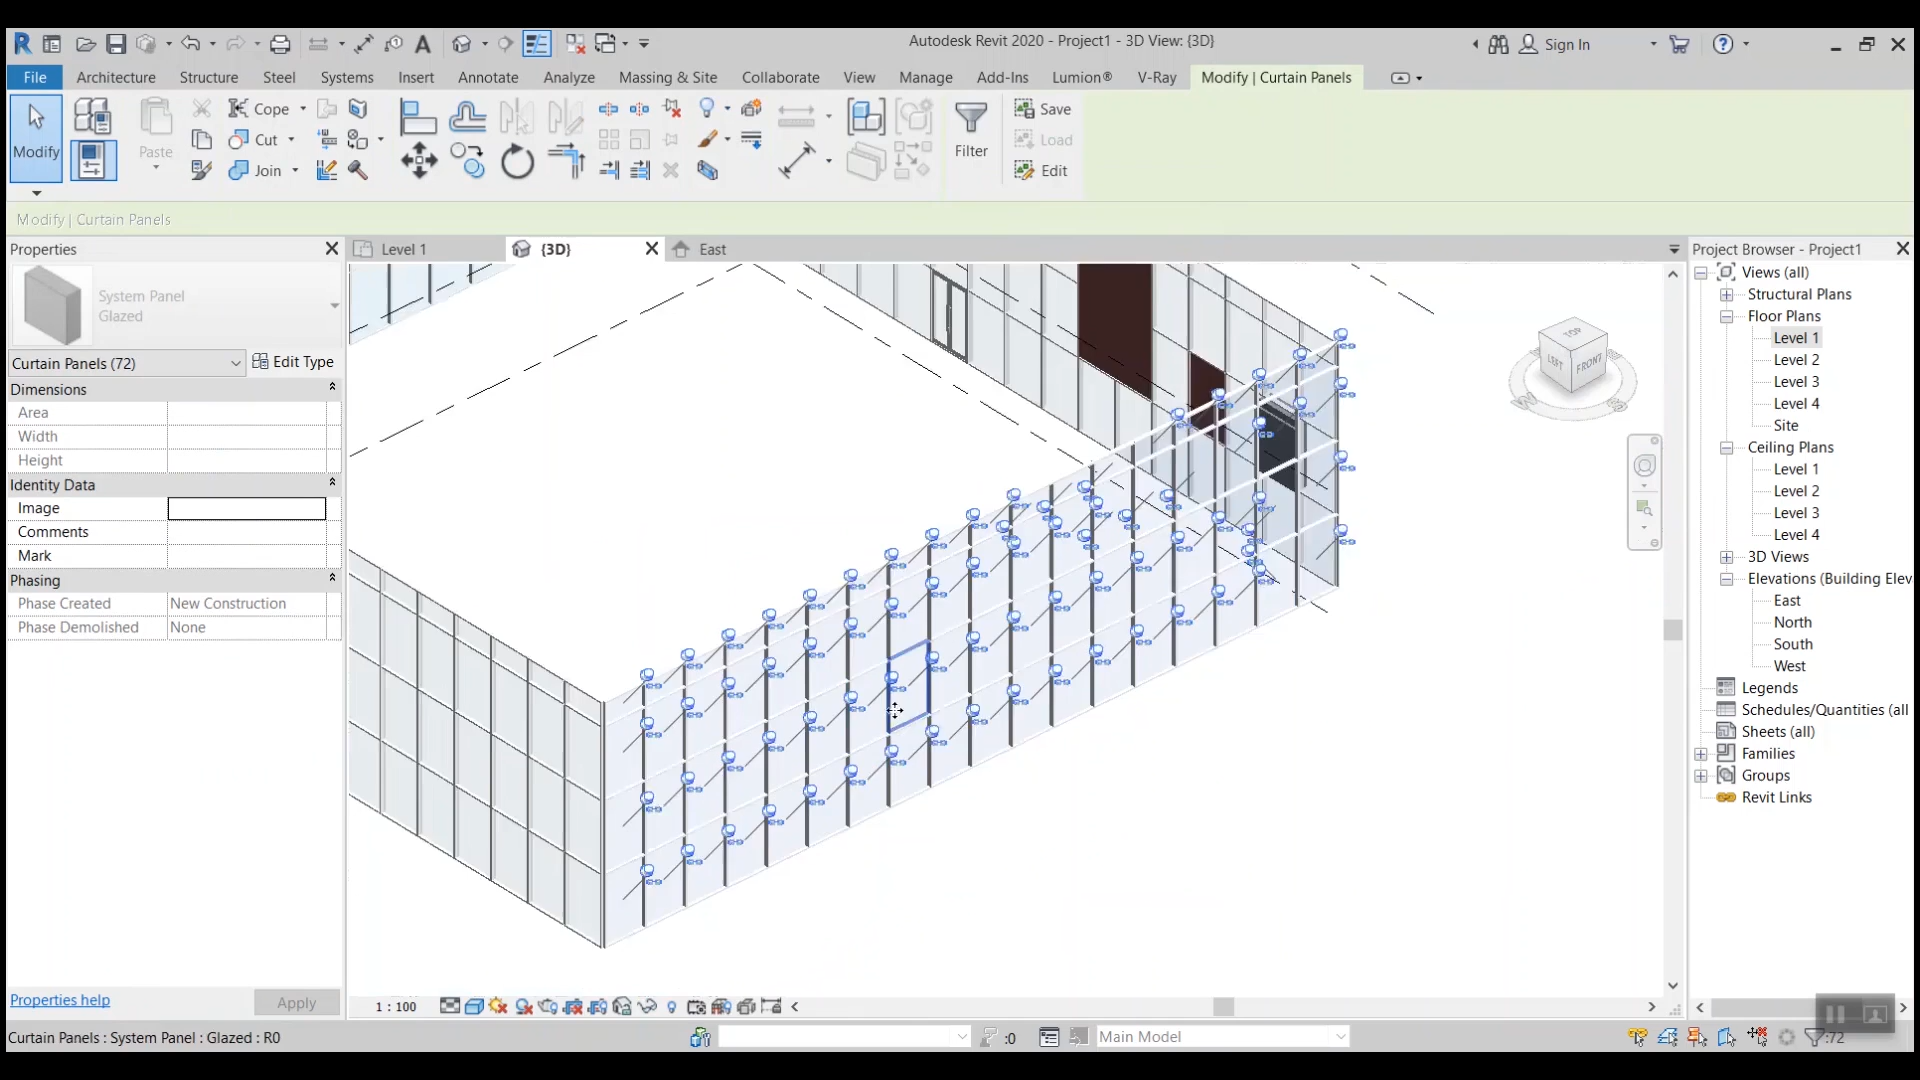 Autodesk Revit 2020 - Project1 - 3D View: {3D}
Sign In
File
Architecture
Structure
Steel
Systems
Insert
Annotate
Analyze
Massing & Site
Collaborate
View
Manage
Add-Ins
Lumion®
V-Ray
Modify | Curtain Panels
Modify
Paste
Cope
Cut
Join
Filter
Save
Load
Edit
Modify | Curtain Panels
Properties
System Panel
Glazed
Curtain Panels (72)
Edit Type
Dimensions
Area
Width
Height
Identity Data
Image
Comments
Mark
Phasing
Phase Created New Construction
Phase Demolished None
Properties help
Apply
Level 1
{3D}
East
TOP
LEFT
FRONT
W
S
1 : 100
Project Browser - Project1
Views (all)
Structural Plans
Floor Plans
Level 1
Level 2
Level 3
Level 4
Site
Ceiling Plans
Level 1
Level 2
Level 3
Level 4
3D Views
Elevations (Building Elev
East
North
South
West
Legends
Schedules/Quantities (all
Sheets (all)
Families
Groups
Revit Links
Curtain Panels : System Panel : Glazed : R0
:0
Main Model
:72